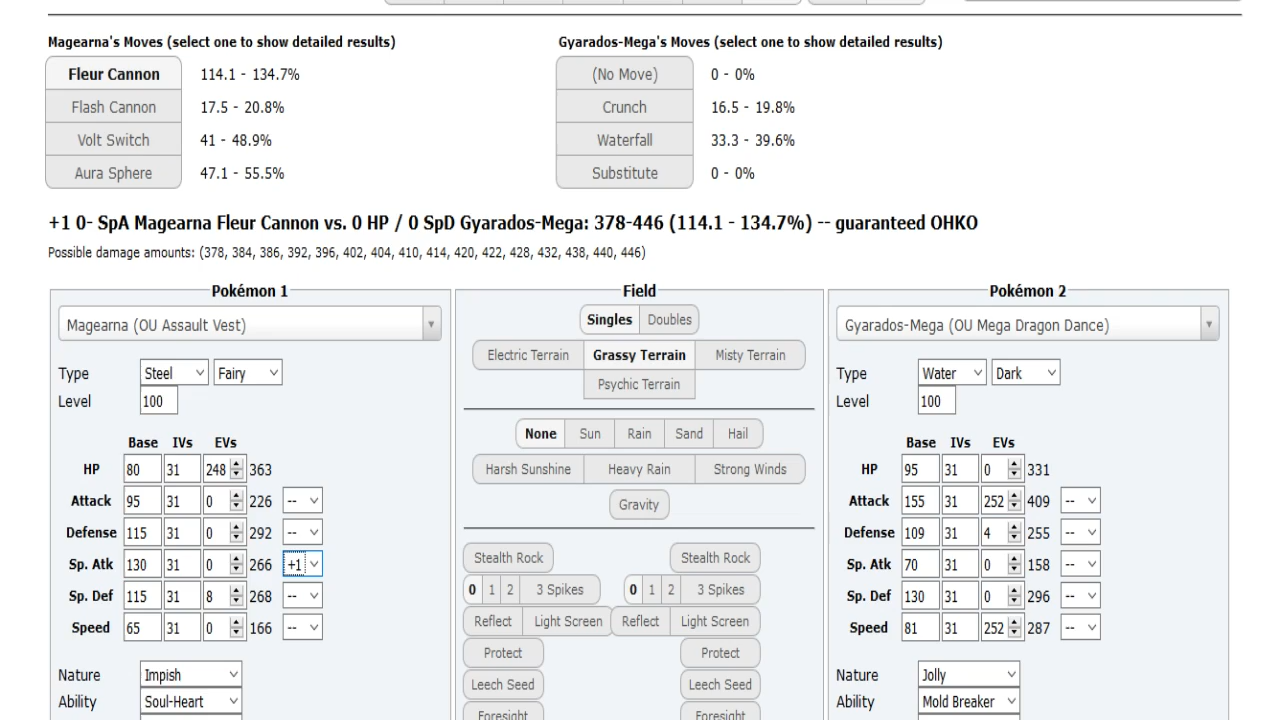 Magearna's Moves (select one to show detailed results)
Fleur Cannon 114.1 - 134.7%
Flash Cannon 17.5 - 20.8%
Volt Switch 41 - 48.9%
Aura Sphere 47.1 - 55.5%
Gyarados-Mega's Moves (select one to show detailed results)
(No Move) 0 - 0%
Crunch 16.5 - 19.8%
Waterfall 33.3 - 39.6%
Substitute 0 - 0%
+1 0- SpA Magearna Fleur Cannon vs. 0 HP / 0 SpD Gyarados-Mega: 378-446 (114.1 - 134.7%) -- guaranteed OHKO
Possible damage amounts: (378, 384, 386, 392, 396, 402, 404, 410, 414, 420, 422, 428, 432, 438, 440, 446)
Pokémon 1
Magearna (OU Assault Vest)
Type Steel Fairy
Level 100
Base IVs EVs
HP 80 31 248 363
Attack 95 31 0 226 --
Defense 115 31 0 292 --
Sp. Atk 130 31 0 266 +1
Sp. Def 115 31 8 268 --
Speed 65 31 0 166 --
Nature Impish
Ability Soul-Heart
Field
Singles Doubles
Electric Terrain Grassy Terrain Misty Terrain
Psychic Terrain
None Sun Rain Sand Hail
Harsh Sunshine Heavy Rain Strong Winds
Gravity
Stealth Rock Stealth Rock
0 1 2 3 Spikes 0 1 2 3 Spikes
Reflect Light Screen Reflect Light Screen
Protect Protect
Leech Seed Leech Seed
Foresight Foresight
Pokémon 2
Gyarados-Mega (OU Mega Dragon Dance)
Type Water Dark
Level 100
Base IVs EVs
HP 95 31 0 331
Attack 155 31 252 409 --
Defense 109 31 4 255 --
Sp. Atk 70 31 0 158 --
Sp. Def 130 31 0 296 --
Speed 81 31 252 287 --
Nature Jolly
Ability Mold Breaker